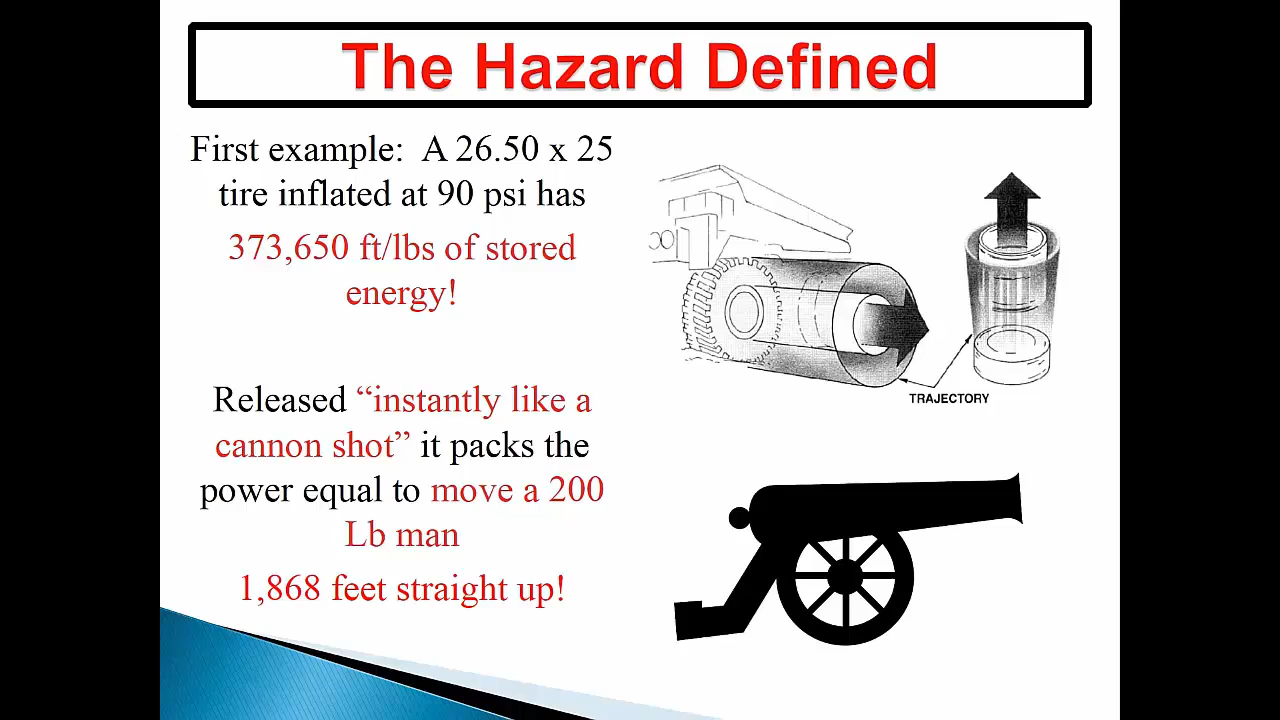 The Hazard Defined
First example: A 26.50 x 25
tire inflated at 90 psi has
373,650 ft/lbs of stored
energy!
Released “instantly like a
cannon shot” it packs the
power equal to move a 200
Lb man
1,868 feet straight up!
TRAJECTORY